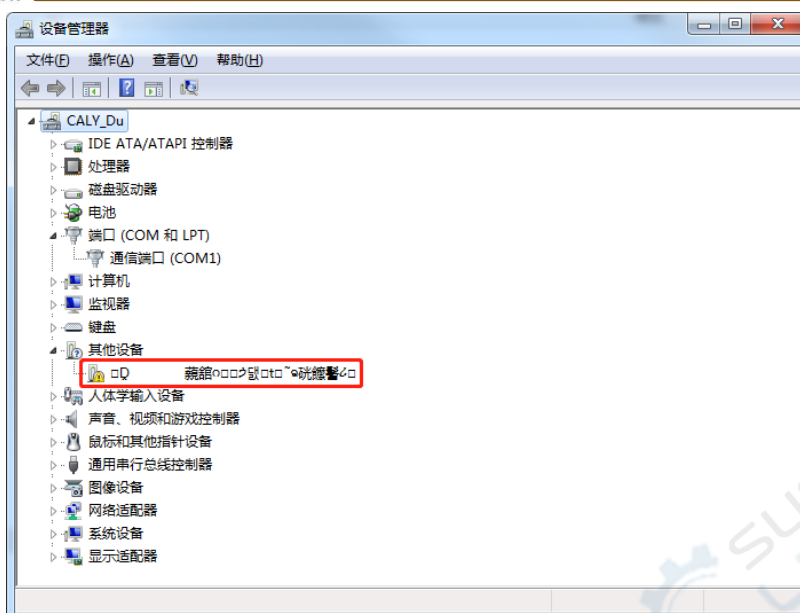 设备管理器
文件(F) 操作(A) 查看(V) 帮助(H)
CALY_Du
IDE ATA/ATAPI 控制器
处理器
磁盘驱动器
电池
端口 (COM 和 LPT)
通信端口 (COM1)
计算机
监视器
键盘
其他设备
人体学输入设备
声音、视频和游戏控制器
鼠标和其他指针设备
通用串行总线控制器
图像设备
网络适配器
系统设备
显示适配器